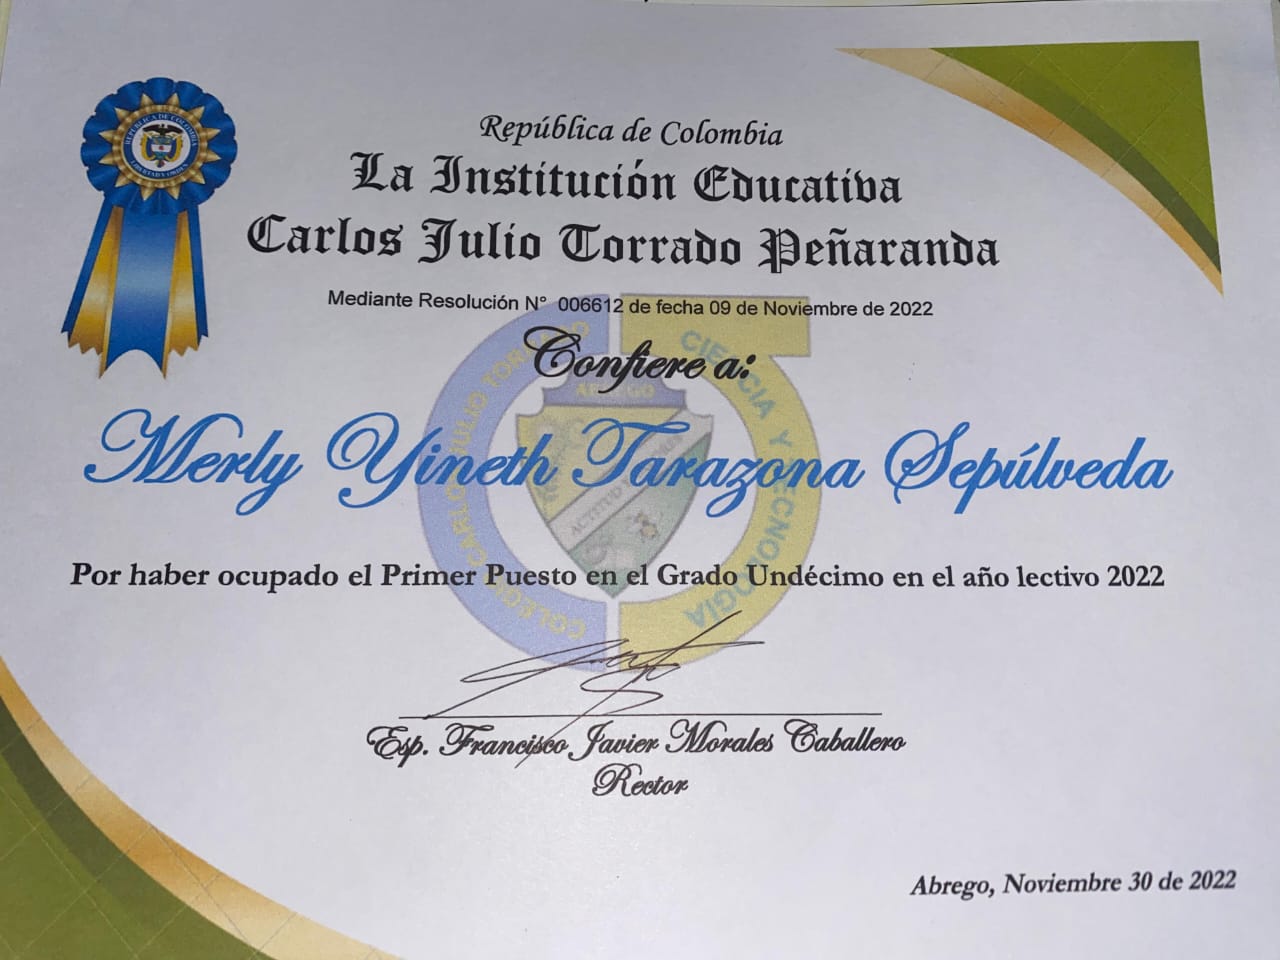 REPUBLICA DE COLOMBIA
LIBERTAD Y ORDEN
República de Colombia
La Institución Educativa
Carlos Julio Torrado Peñaranda
Mediante Resolución N° 006612 de fecha 09 de Noviembre de 2022
Confiere a:
Merly Yineth Tarazona Sepúlveda
Por haber ocupado el Primer Puesto en el Grado Undécimo en el año lectivo 2022
COLEGIO CARLOS JULIO TORRADO
CIENCIA Y TECNOLOGIA
ABREGO
ACTITUD
Esp. Francisco Javier Morales Caballero
Rector
Abrego, Noviembre 30 de 2022